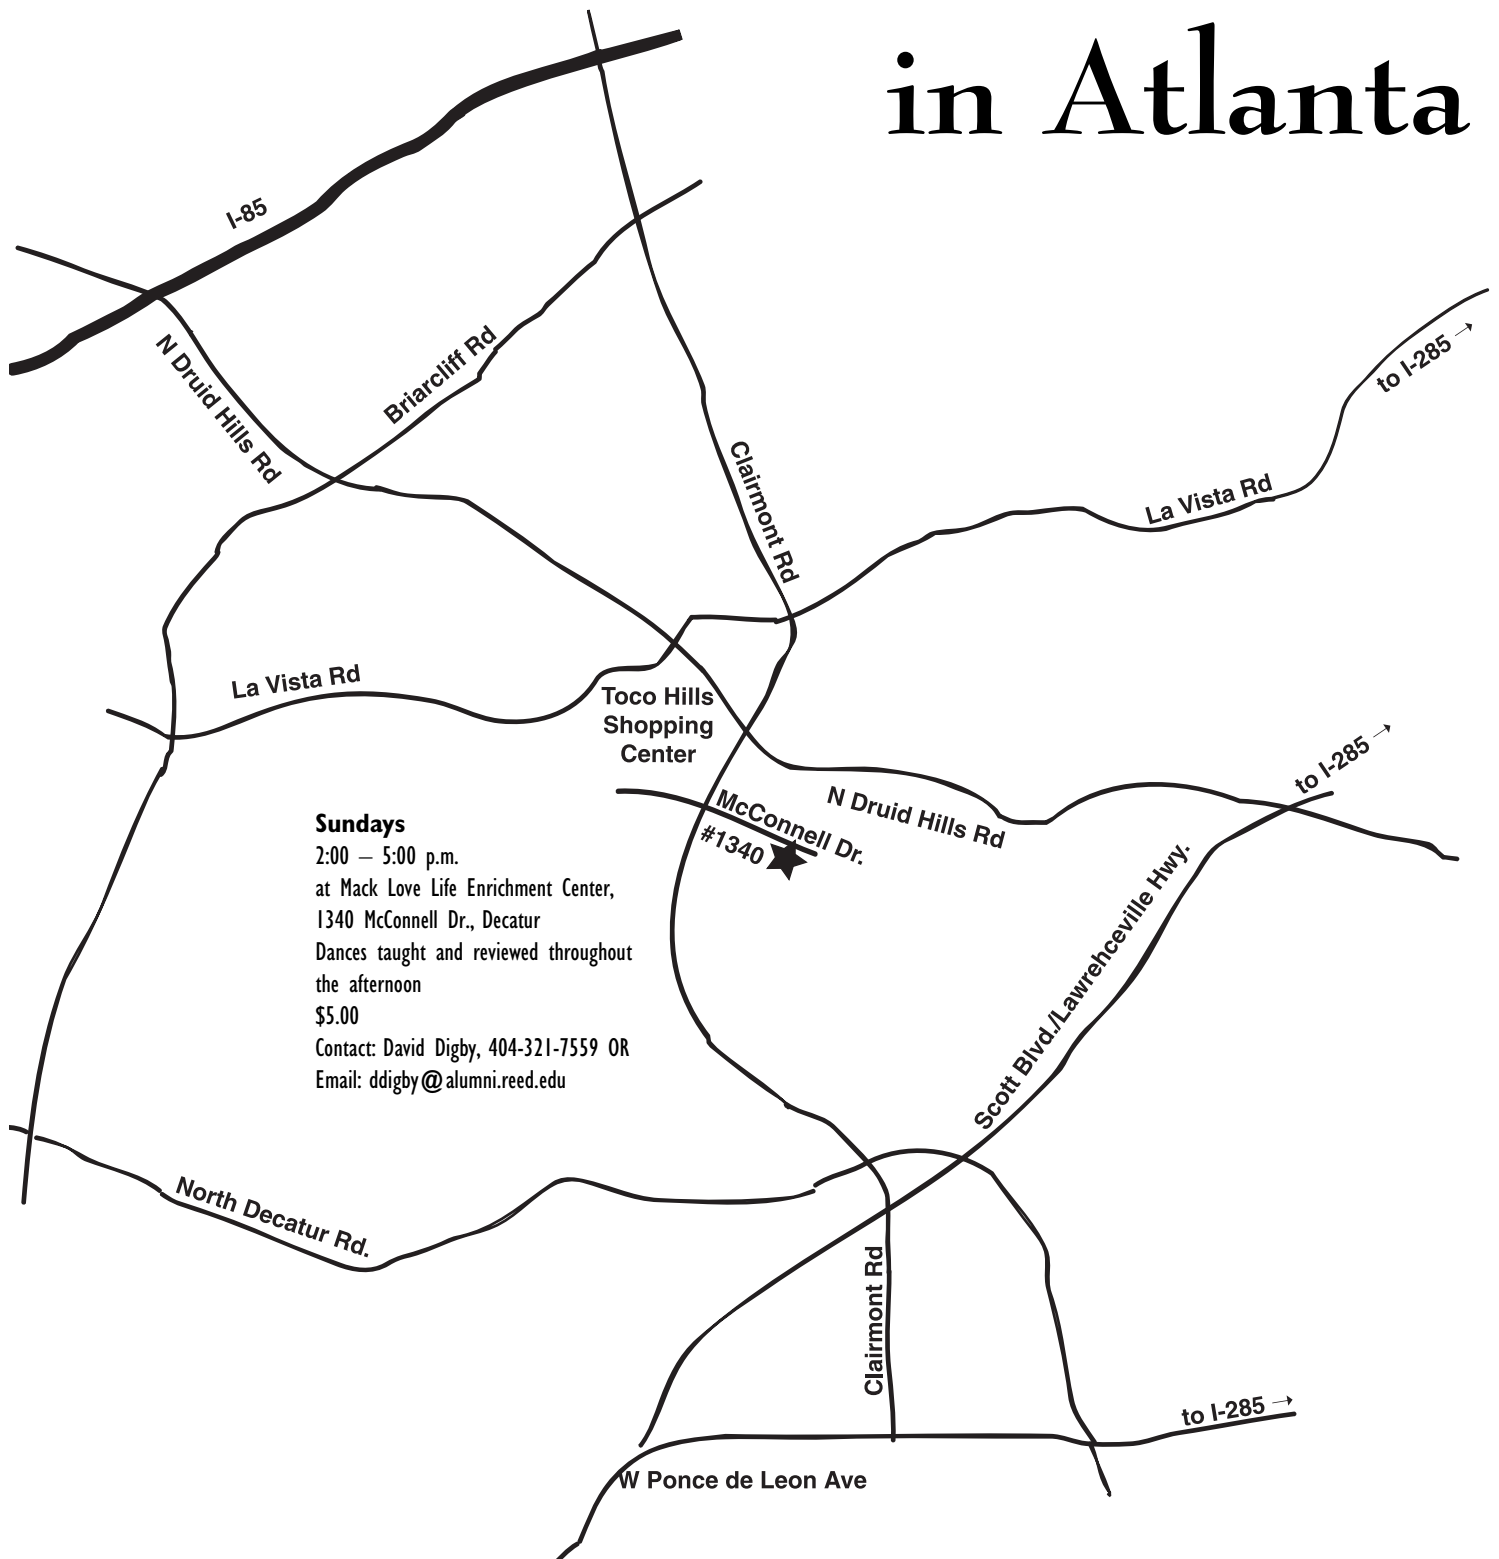 in Atlanta
I-85
N Druid Hills Rd
Briarcliff Rd
Clairmont Rd
to I-285 →
La Vista Rd
La Vista Rd
Toco Hills
Shopping
Center
to I-285 →
McConnell Dr.
#1340
N Druid Hills Rd
Sundays
2:00 – 5:00 p.m.
at Mack Love Life Enrichment Center,
1340 McConnell Dr., Decatur
Dances taught and reviewed throughout
the afternoon
$5.00
Contact: David Digby, 404-321-7559 OR
Email: ddigby@alumni.reed.edu
Scott Blvd./Lawrehceville Hwy.
North Decatur Rd.
Clairmont Rd
to I-285 →
W Ponce de Leon Ave